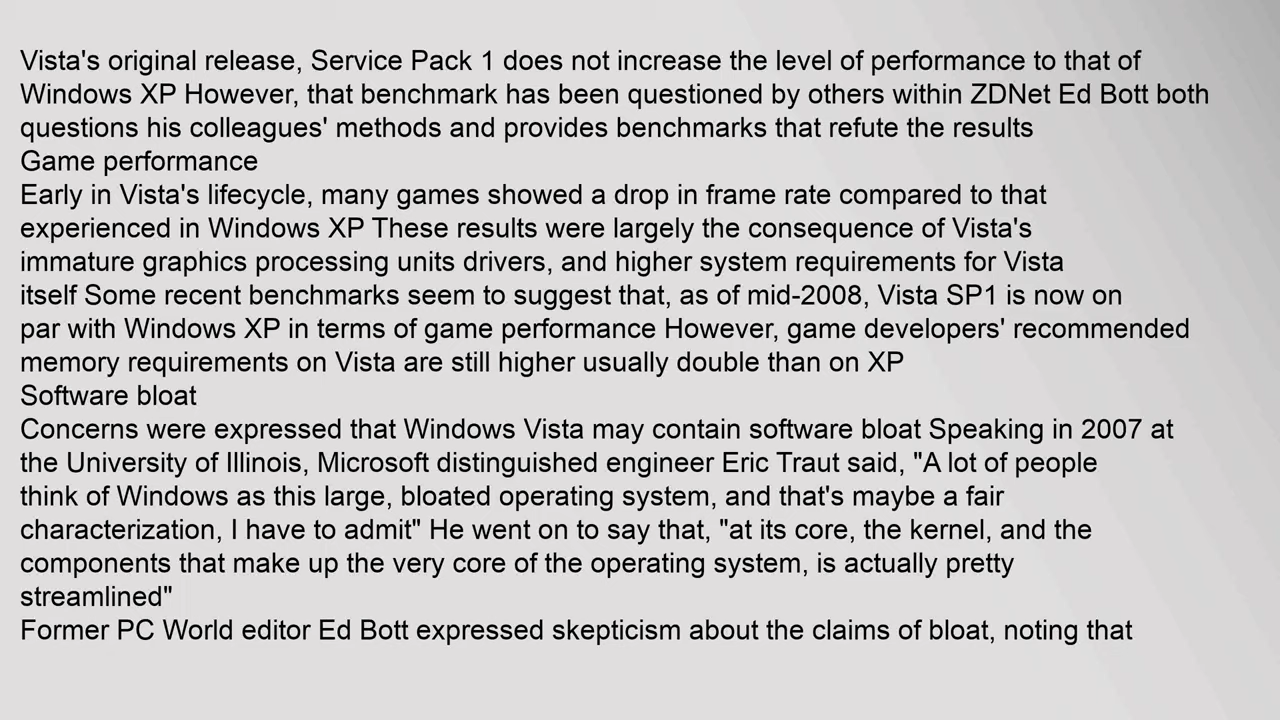 Vista's original release, Service Pack 1 does not increase the level of performance to that of
Windows XP However, that benchmark has been questioned by others within ZDNet Ed Bott both
questions his colleagues' methods and provides benchmarks that refute the results
Game performance
Early in Vista's lifecycle, many games showed a drop in frame rate compared to that
experienced in Windows XP These results were largely the consequence of Vista's
immature graphics processing units drivers, and higher system requirements for Vista
itself Some recent benchmarks seem to suggest that, as of mid-2008, Vista SP1 is now on
par with Windows XP in terms of game performance However, game developers' recommended
memory requirements on Vista are still higher usually double than on XP
Software bloat
Concerns were expressed that Windows Vista may contain software bloat Speaking in 2007 at
the University of Illinois, Microsoft distinguished engineer Eric Traut said, "A lot of people
think of Windows as this large, bloated operating system, and that's maybe a fair
characterization, I have to admit" He went on to say that, "at its core, the kernel, and the
components that make up the very core of the operating system, is actually pretty
streamlined"
Former PC World editor Ed Bott expressed skepticism about the claims of bloat, noting that